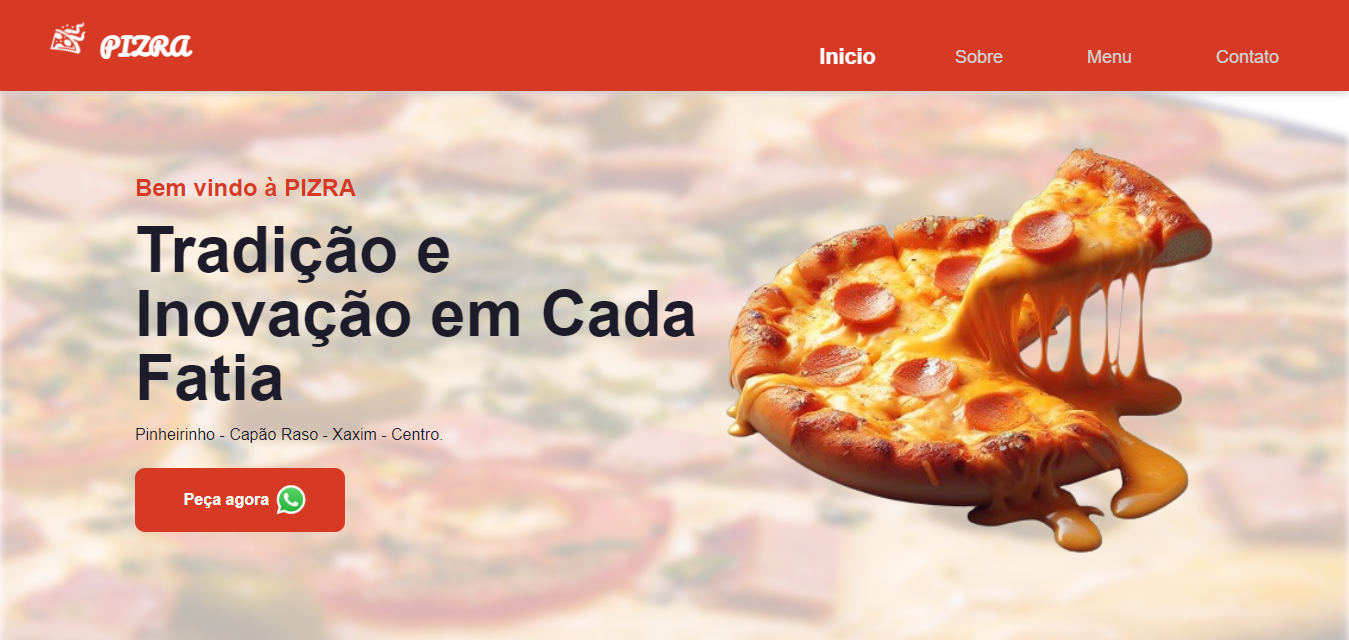 PIZRA
Inicio
Sobre
Menu
Contato
Bem vindo à PIZRA
Tradição e
Inovação em Cada
Fatia
Pinheirinho - Capão Raso - Xaxim - Centro.
Peça agora